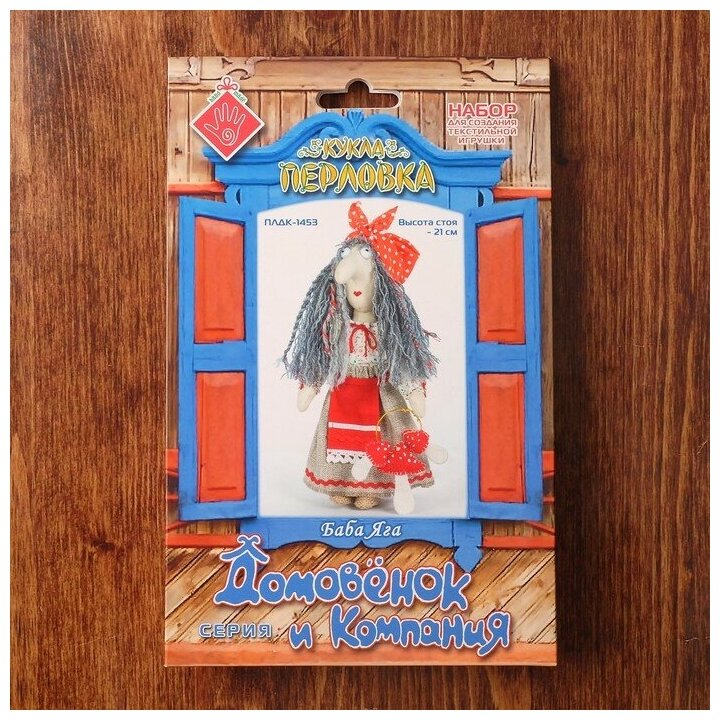 НАБОР
ДЛЯ СОЗДАНИЯ
ТЕКСТИЛЬНОЙ
ИГРУШКИ
КУКЛА
ПЕРЛОВКА
ПЛДК-1453
Высота стоя
- 21 см
Баба Яга
Домовёнок
СЕРИЯ и Компания